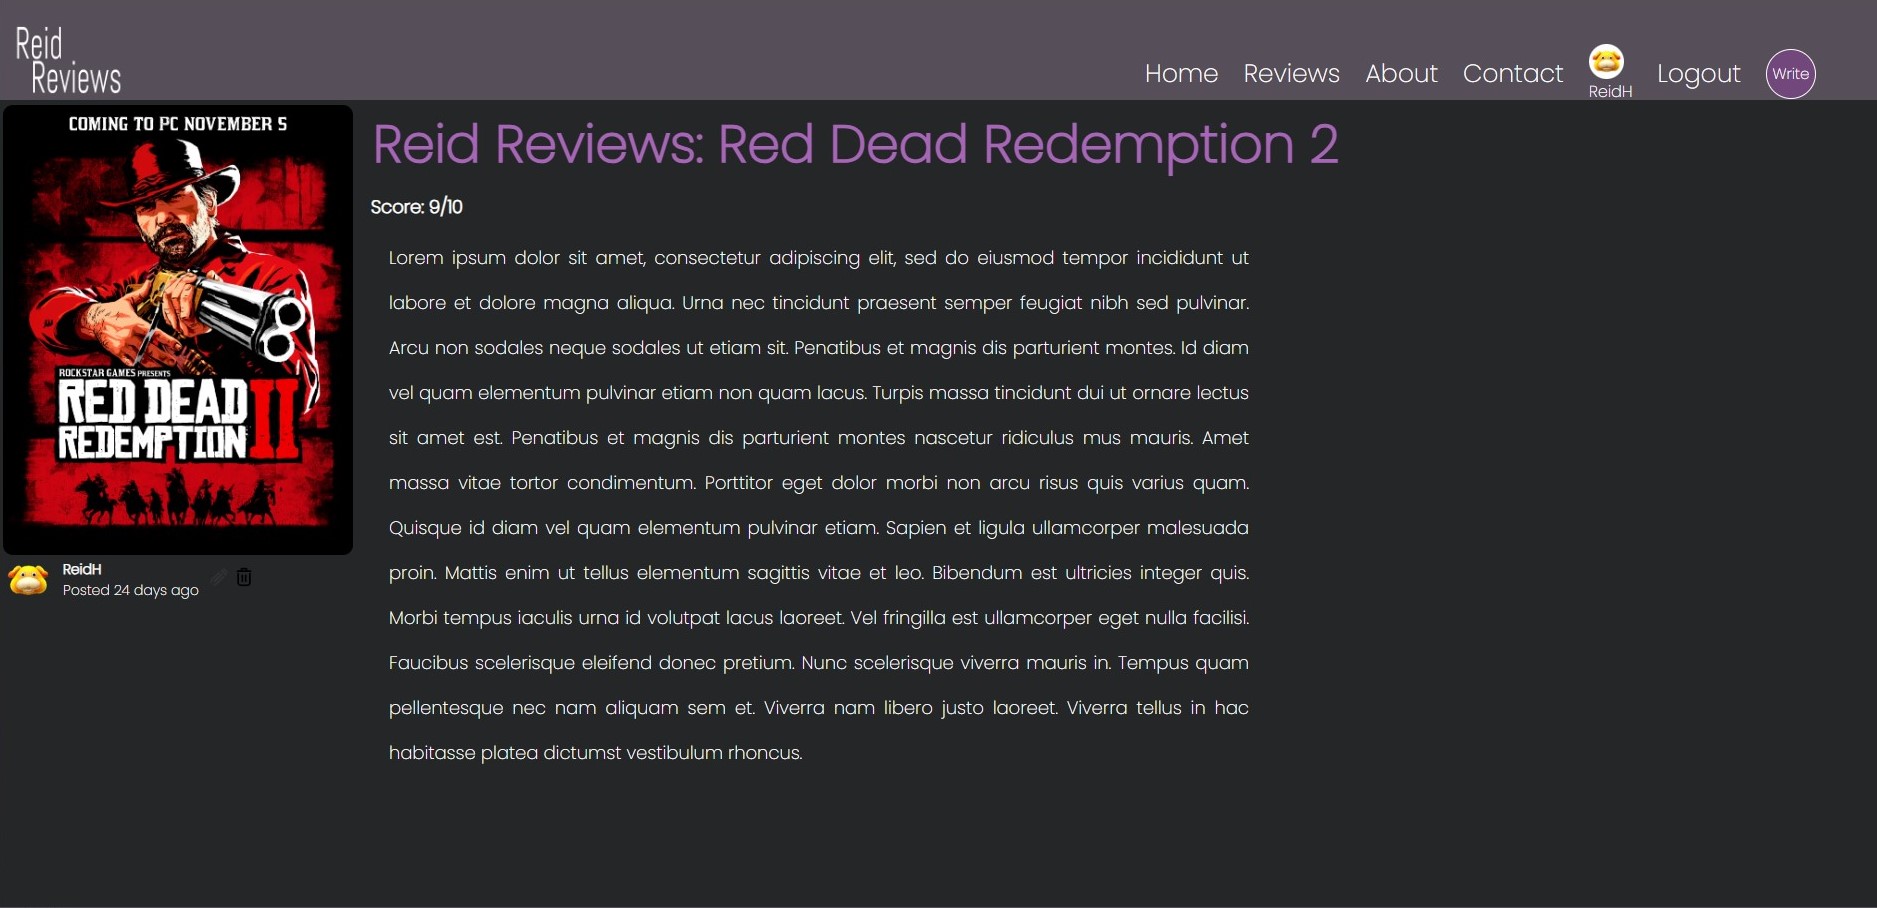 Reid
Reviews
Home Reviews About Contact ReidH Logout Write
COMING TO PC NOVEMBER 5
ROCKSTAR GAMES PRESENTS
RED DEAD
REDEMPTION II
ReidH
Posted 24 days ago
Reid Reviews: Red Dead Redemption 2
Score: 9/10
Lorem ipsum dolor sit amet, consectetur adipiscing elit, sed do eiusmod tempor incididunt ut
labore et dolore magna aliqua. Urna nec tincidunt praesent semper feugiat nibh sed pulvinar.
Arcu non sodales neque sodales ut etiam sit. Penatibus et magnis dis parturient montes. Id diam
vel quam elementum pulvinar etiam non quam lacus. Turpis massa tincidunt dui ut ornare lectus
sit amet est. Penatibus et magnis dis parturient montes nascetur ridiculus mus mauris. Amet
massa vitae tortor condimentum. Porttitor eget dolor morbi non arcu risus quis varius quam.
Quisque id diam vel quam elementum pulvinar etiam. Sapien et ligula ullamcorper malesuada
proin. Mattis enim ut tellus elementum sagittis vitae et leo. Bibendum est ultricies integer quis.
Morbi tempus iaculis urna id volutpat lacus laoreet. Vel fringilla est ullamcorper eget nulla facilisi.
Faucibus scelerisque eleifend donec pretium. Nunc scelerisque viverra mauris in. Tempus quam
pellentesque nec nam aliquam sem et. Viverra nam libero justo laoreet. Viverra tellus in hac
habitasse platea dictumst vestibulum rhoncus.